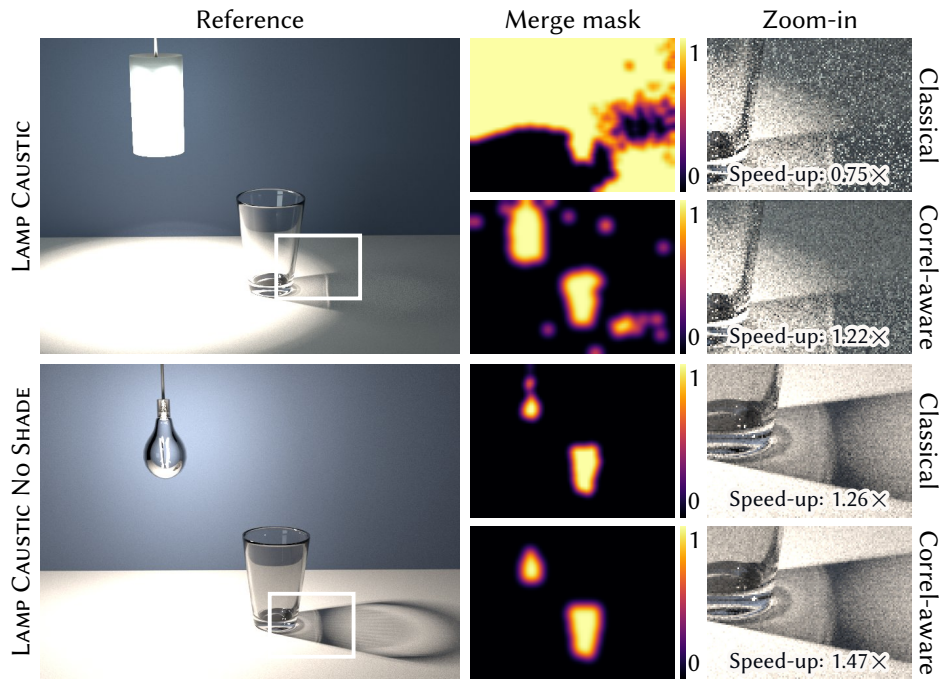 Reference
Merge mask
Zoom-in
LAMP CAUSTIC
1
0
Speed-up: 0.75×
Classical
1
0
Speed-up: 1.22×
Correl-aware
LAMP CAUSTIC NO SHADE
1
0
Speed-up: 1.26×
Classical
1
0
Speed-up: 1.47×
Correl-aware